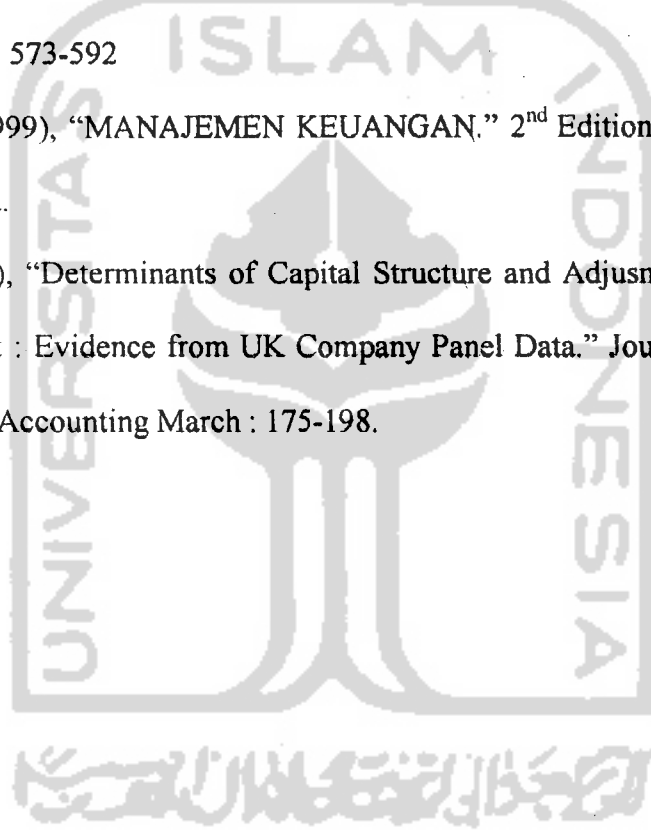 573-592
ISLAM
999), “MANAJEMEN KEUANGAN.” 2nd Edition
), “Determinants of Capital Structure and Adjusn
: Evidence from UK Company Panel Data.” Jou
Accounting March : 175-198.
UNIVERSITAS
INDONESIA